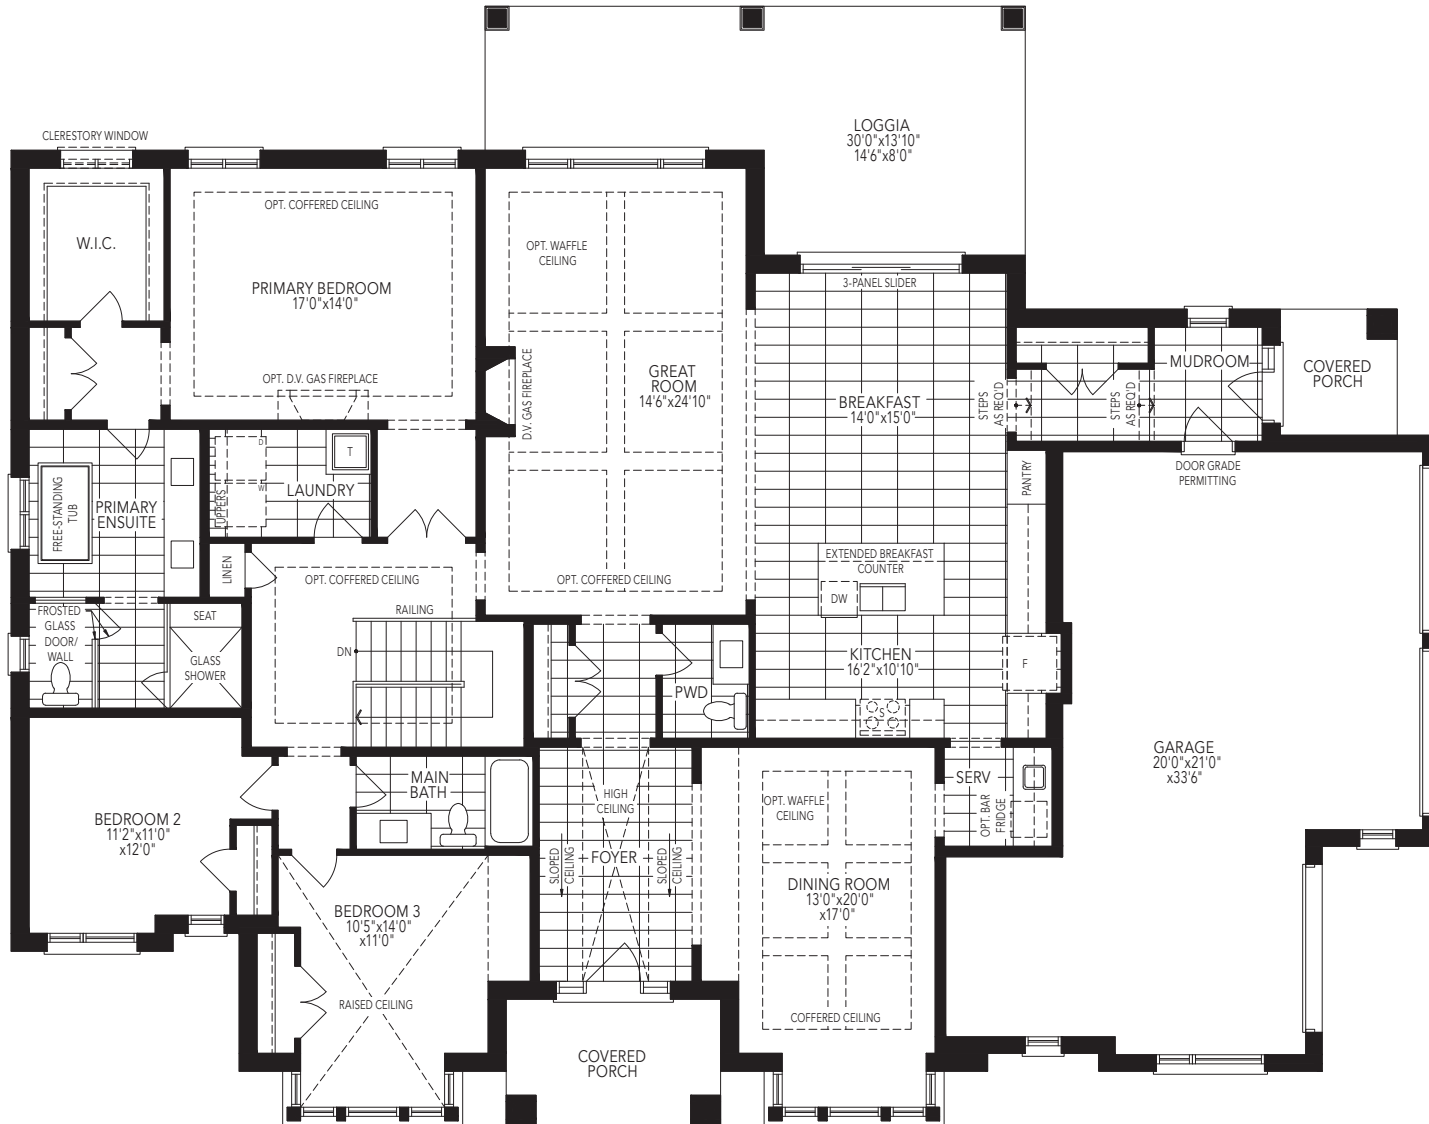 LOGGIA
30'0"x13'10"
14'6"x8'0"
CLERESTORY WINDOW
W.I.C.
OPT. COFFERED CEILING
PRIMARY BEDROOM
17'0"x14'0"
OPT. D.V. GAS FIREPLACE
OPT. WAFFLE
CEILING
D.V. GAS FIREPLACE
GREAT
ROOM
14'6"x24'10"
OPT. COFFERED CEILING
3-PANEL SLIDER
BREAKFAST
14'0"x15'0"
STEPS
AS REQ'D
STEPS
AS REQ'D
MUDROOM
COVERED
PORCH
DOOR GRADE
PERMITTING
PANTRY
FREE-STANDING
TUB
PRIMARY
ENSUITE
UPPERS
D
W
T
LAUNDRY
LINEN
OPT. COFFERED CEILING
RAILING
DN
FROSTED
GLASS
DOOR/
WALL
SEAT
GLASS
SHOWER
EXTENDED BREAKFAST
COUNTER
DW
KITCHEN
16'2"x10'10"
F
S
PWD
GARAGE
20'0"x21'0"
x33'6"
MAIN
BATH
HIGH
CEILING
SLOPED
CEILING
FOYER
SLOPED
CEILING
OPT. WAFFLE
CEILING
SERV
OPT. BAR
FRIDGE
BEDROOM 2
11'2"x11'0"
x12'0"
BEDROOM 3
10'5"x14'0"
x11'0"
RAISED CEILING
DINING ROOM
13'0"x20'0"
x17'0"
COFFERED CEILING
COVERED
PORCH